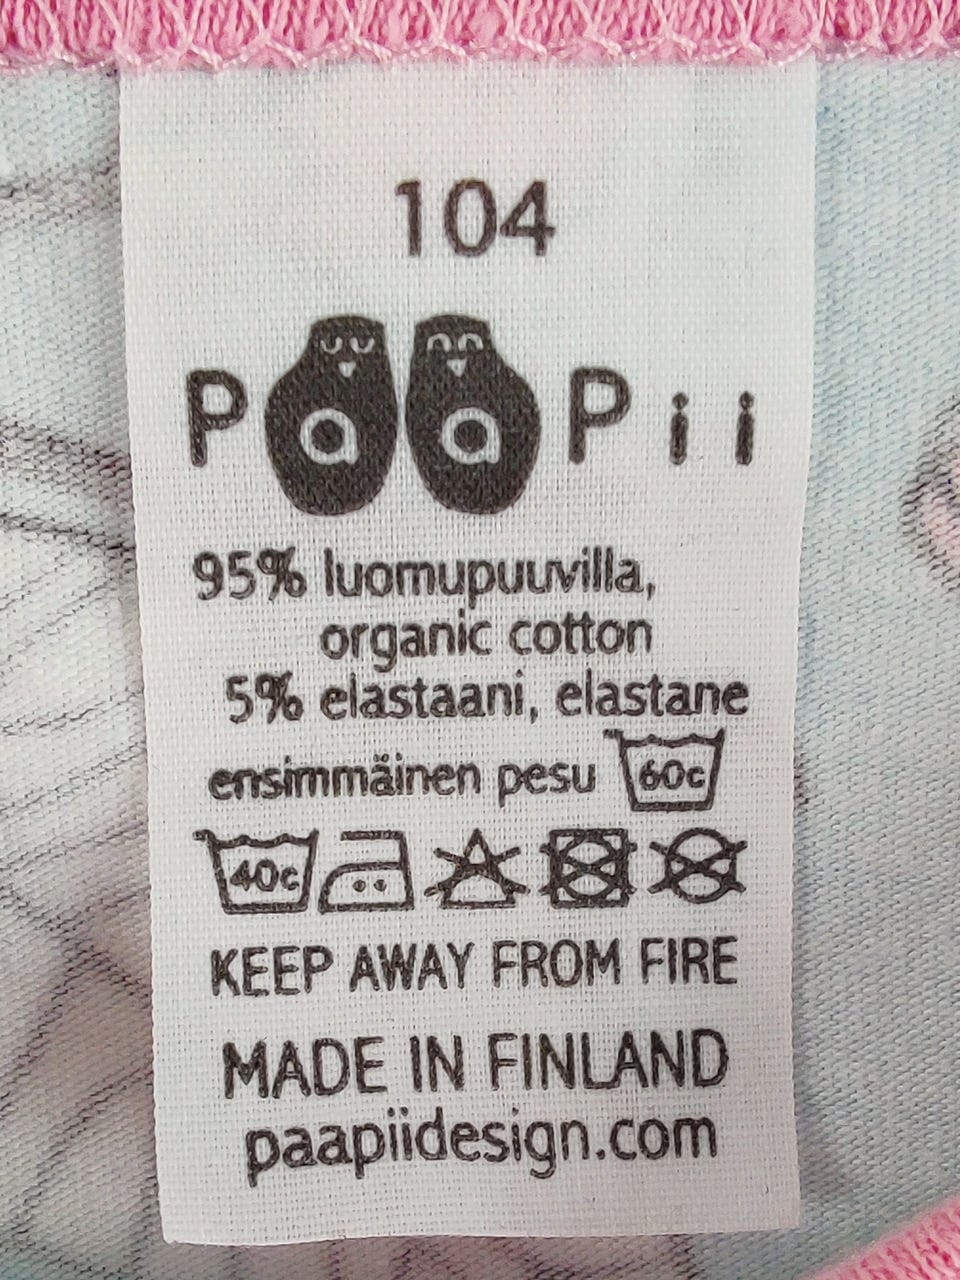 104
PaaPii
95% luomupuuvilla,
organic cotton
5% elastaani, elastane
ensimmäinen pesu 60c
40c
KEEP AWAY FROM FIRE
MADE IN FINLAND
paapiidesign.com